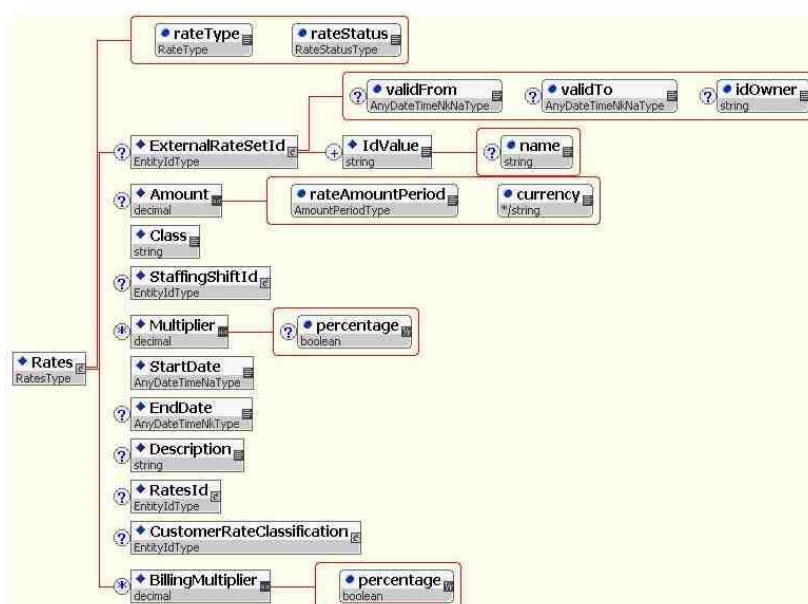 rateType
RateType
rateStatus
RateStatusType
? validFrom
AnyDateTimeNkNaType
? validTo
AnyDateTimeNkNaType
? idOwner
string
? ExternalRateSetId
EntityIdType
+ IdValue
string
? name
string
? Amount
decimal
rateAmountPeriod
AmountPeriodType
currency
*/string
Class
string
? StaffingShiftId
EntityIdType
* Multiplier
decimal
? percentage
boolean
Rates
RatesType
StartDate
AnyDateTimeNaType
? EndDate
AnyDateTimeNkType
? Description
string
? RatesId
EntityIdType
? CustomerRateClassification
EntityIdType
* BillingMultiplier
decimal
percentage
boolean